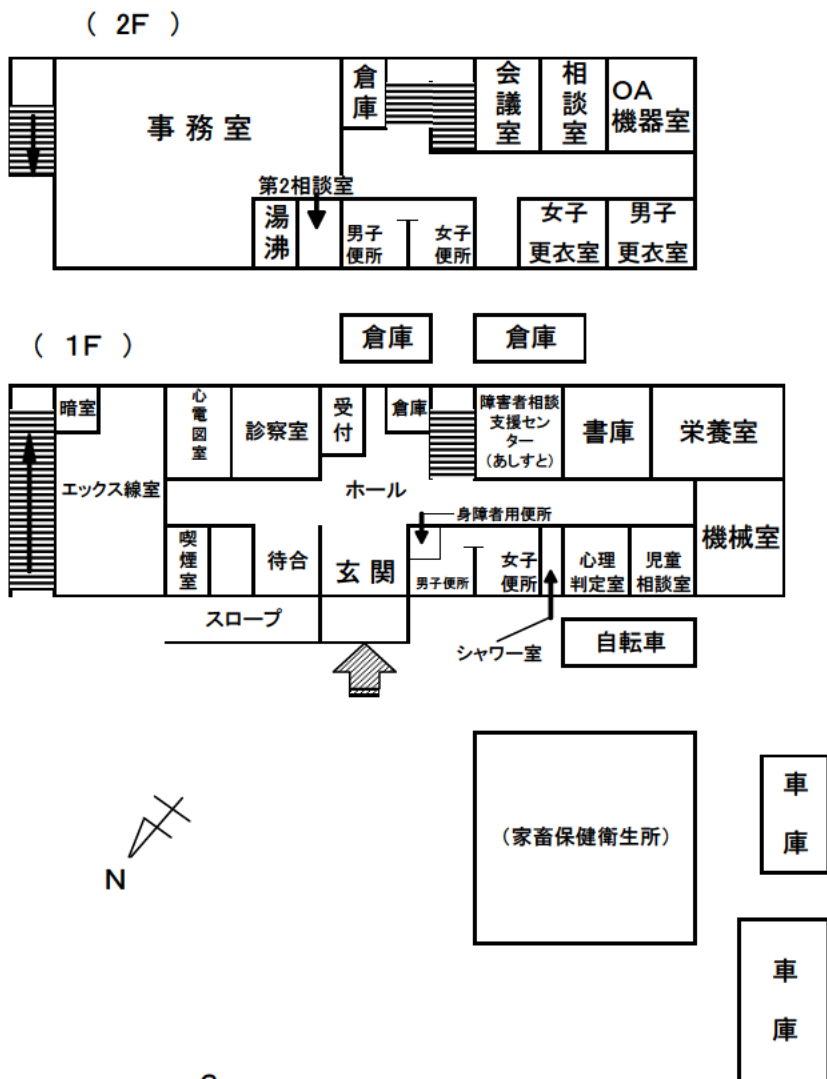 ( 2F )
事務室
倉庫
会議室
相談室
OA
機器室
第2相談室
湯沸
男子
便所
女子
便所
女子
更衣室
男子
更衣室
( 1F )
倉庫
倉庫
暗室
心電図室
診察室
受付
倉庫
障害者相談
支援セン
ター
(あしすと)
書庫
栄養室
エックス線室
ホール
身障者用便所
機械室
喫煙室
待合
玄関
男子便所
女子
便所
心理
判定室
児童
相談室
スロープ
シャワー室
自転車
(家畜保健衛生所)
車庫
N
車庫